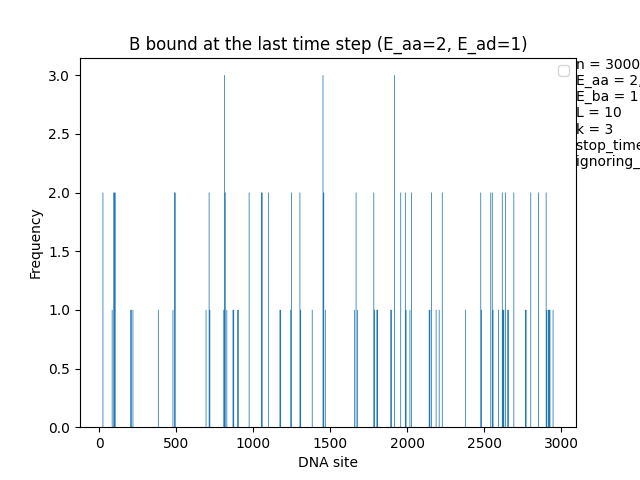 B bound at the last time step (E_aa=2, E_ad=1)
3.0
2.5
2.0
1.5
1.0
0.5
0.0
Frequency
0 500 1000 1500 2000 2500 3000
DNA site
n = 3000
E_aa = 2,
E_ba = 1
L = 10
k = 3
stop_time
ignoring_